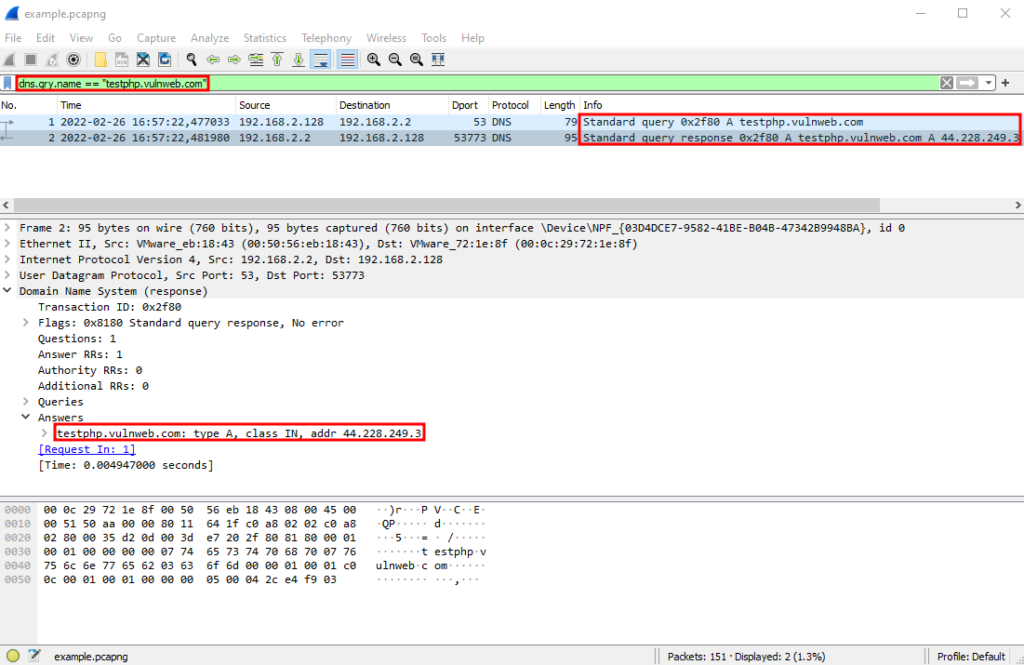 example.pcapng
File Edit View Go Capture Analyze Statistics Telephony Wireless Tools Help
dns.qry.name == "testphp.vulnweb.com"
No. Time Source Destination Dport Protocol Length Info
1 2022-02-26 16:57:22,477033 192.168.2.128 192.168.2.2 53 DNS 79 Standard query 0x2f80 A testphp.vulnweb.com
2 2022-02-26 16:57:22,481980 192.168.2.2 192.168.2.128 53773 DNS 95 Standard query response 0x2f80 A testphp.vulnweb.com A 44.228.249.3
Frame 2: 95 bytes on wire (760 bits), 95 bytes captured (760 bits) on interface \Device\NPF_{03D4DCE7-9582-41BE-B04B-47342B9948BA}, id 0
Ethernet II, Src: VMware_eb:18:43 (00:50:56:eb:18:43), Dst: VMware_72:1e:8f (00:0c:29:72:1e:8f)
Internet Protocol Version 4, Src: 192.168.2.2, Dst: 192.168.2.128
User Datagram Protocol, Src Port: 53, Dst Port: 53773
Domain Name System (response)
Transaction ID: 0x2f80
Flags: 0x8180 Standard query response, No error
Questions: 1
Answer RRs: 1
Authority RRs: 0
Additional RRs: 0
Queries
Answers
testphp.vulnweb.com: type A, class IN, addr 44.228.249.3
[Request In: 1]
[Time: 0.004947000 seconds]
0000 00 0c 29 72 1e 8f 00 50 56 eb 18 43 08 00 45 00 ··)r···P V··C··E·
0010 00 51 50 aa 00 00 80 11 64 1f c0 a8 02 02 c0 a8 ·QP····· d·······
0020 02 80 00 35 d2 0d 00 3d e7 20 2f 80 81 80 00 01 ···5···= · /·····
0030 00 01 00 00 00 00 07 74 65 73 74 70 68 70 07 76 ·······t estphp·v
0040 75 6c 6e 77 65 62 03 63 6f 6d 00 00 01 00 01 c0 ulnweb·c om······
0050 0c 00 01 00 01 00 00 00 05 00 04 2c e4 f9 03 ········ ···,···
example.pcapng Packets: 151 · Displayed: 2 (1.3%) Profile: Default